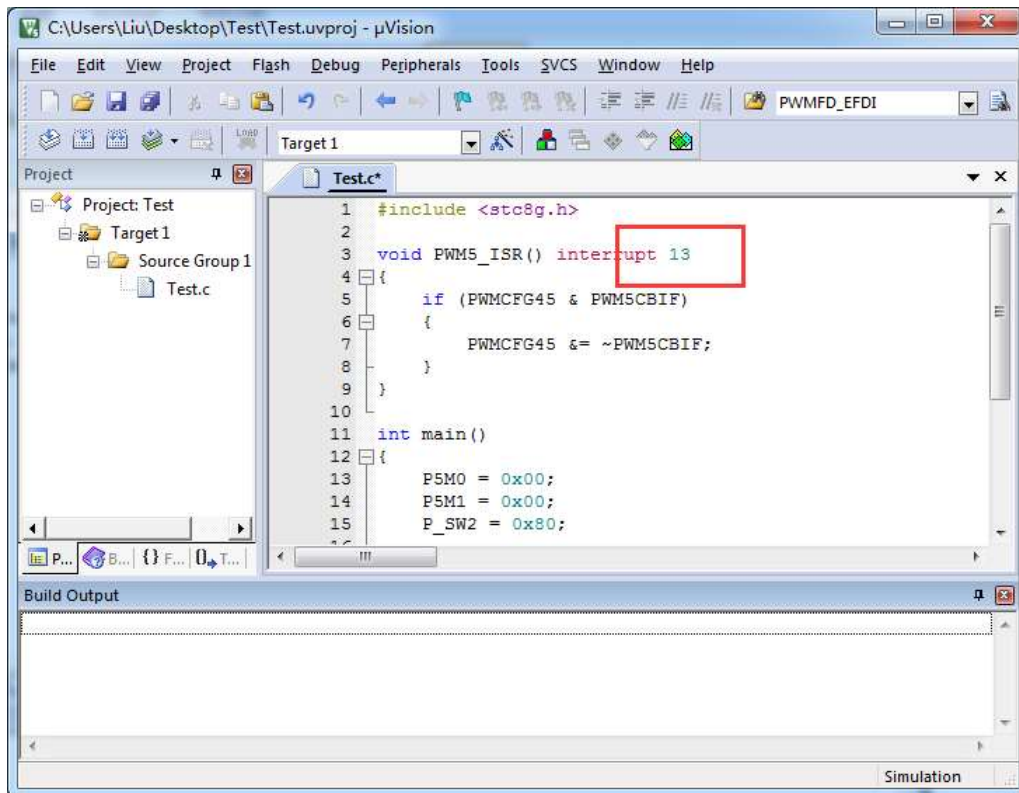 C:\Users\Liu\Desktop\Test\Test.uvproj - µVision
File Edit View Project Flash Debug Peripherals Tools SVCS Window Help
PWMFD_EFDI
LOAD Target 1
Project
Test.c*
Project: Test
Target 1
Source Group 1
Test.c
1 #include <stc8g.h>
2
3 void PWM5_ISR() interrupt 13
4 {
5 if (PWMCFG45 & PWM5CBIF)
6 {
7 PWMCFG45 &= ~PWM5CBIF;
8 }
9 }
10
11 int main()
12 {
13 P5M0 = 0x00;
14 P5M1 = 0x00;
15 P_SW2 = 0x80;
P... B... {} F... 0 T...
Build Output
Simulation